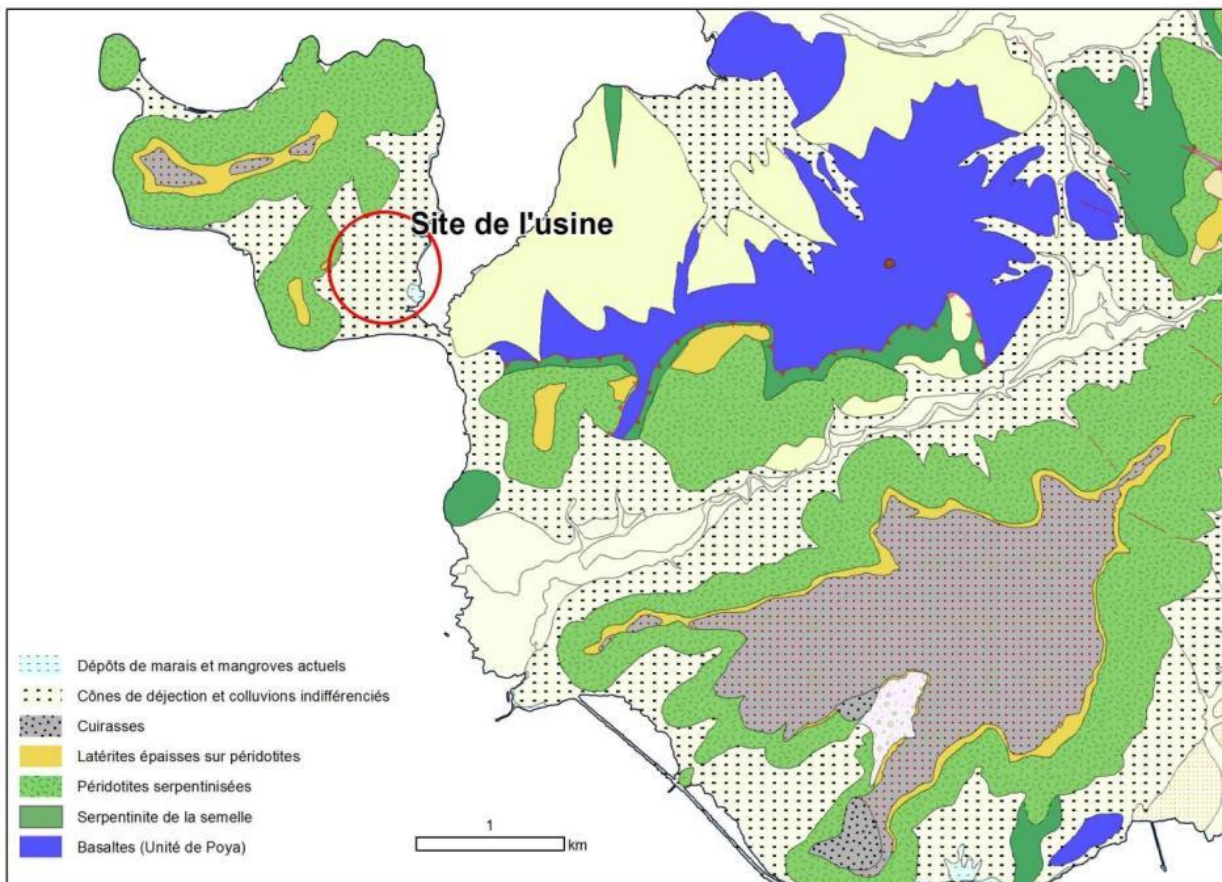 Site de l'usine
Dépôts de marais et mangroves actuels
Cônes de déjection et colluvions indifférenciés
Cuirasses
Latérites épaisses sur péridotites
Péridotites serpentinisées
Serpentinite de la semelle
Basaltes (Unité de Poya)
1
km